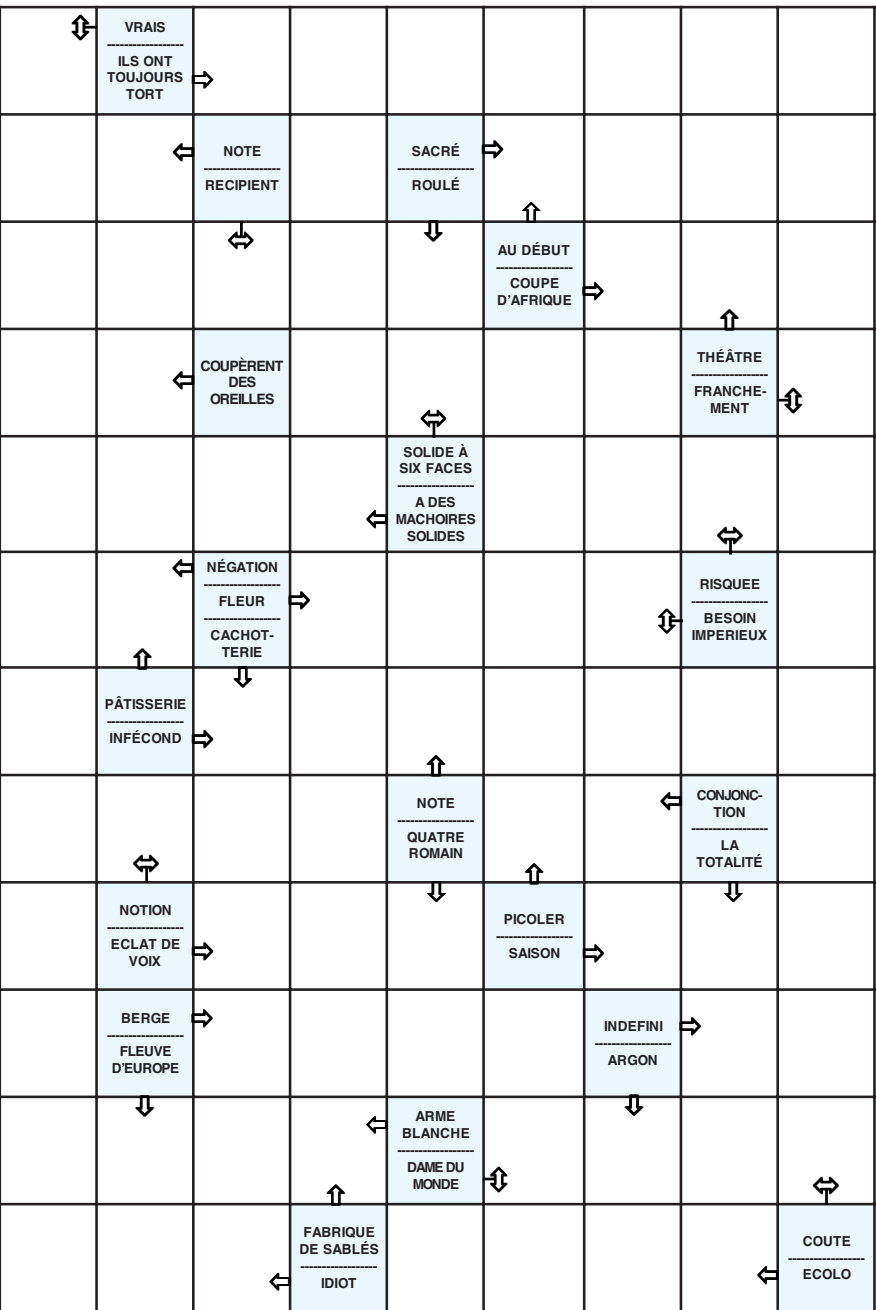 VRAIS
------------------
ILS ONT
TOUJOURS
TORT
NOTE
------------------
RECIPIENT
SACRÉ
------------------
ROULÉ
AU DÉBUT
------------------
COUPE
D'AFRIQUE
COUPÈRENT
DES
OREILLES
THÉÂTRE
------------------
FRANCHE-
MENT
SOLIDE À
SIX FACES
------------------
A DES
MACHOIRES
SOLIDES
NÉGATION
------------------
FLEUR
------------------
CACHOT-
TERIE
RISQUEE
------------------
BESOIN
IMPERIEUX
PÂTISSERIE
------------------
INFÉCOND
NOTE
------------------
QUATRE
ROMAIN
CONJONC-
TION
------------------
LA
TOTALITÉ
NOTION
------------------
ECLAT DE
VOIX
PICOLER
------------------
SAISON
BERGE
------------------
FLEUVE
D'EUROPE
INDEFINI
------------------
ARGON
ARME
BLANCHE
------------------
DAME DU
MONDE
FABRIQUE
DE SABLÉS
------------------
IDIOT
COUTE
------------------
ECOLO